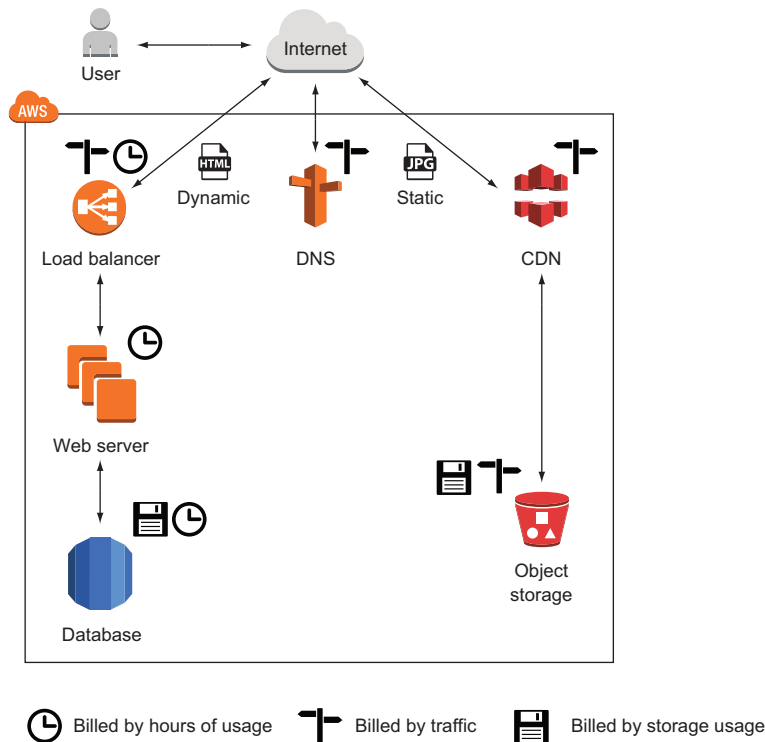 User
Internet
AWS
HTML
Dynamic
JPG
Static
Load balancer
DNS
CDN
Web server
Database
Object
storage
Billed by hours of usage
Billed by traffic
Billed by storage usage